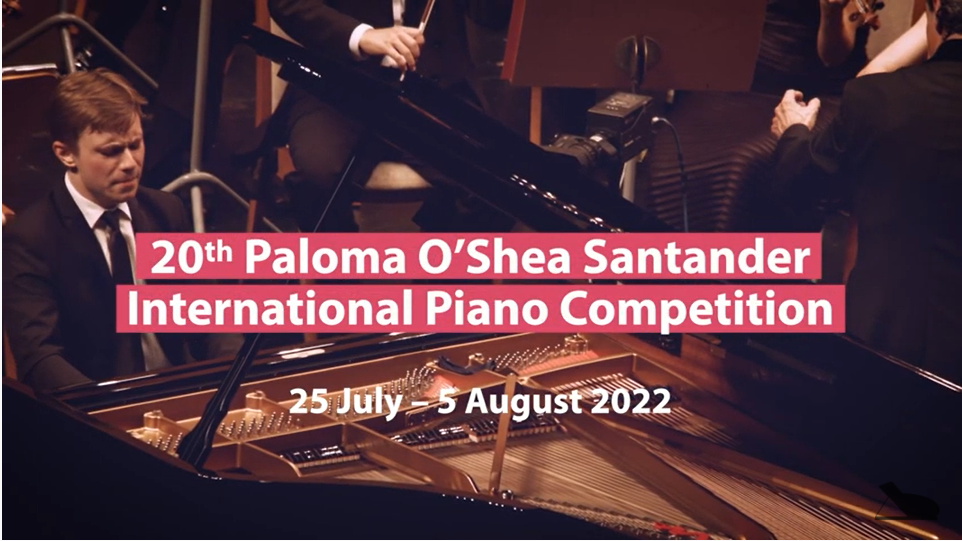 20th Paloma O’Shea Santander
International Piano Competition
25 July – 5 August 2022